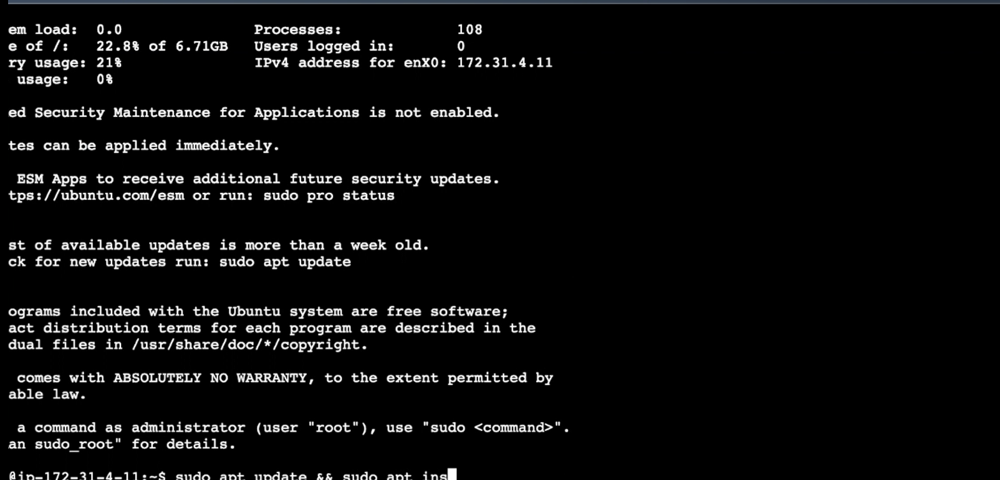 em load: 0.0 Processes: 108
e of /: 22.8% of 6.71GB Users logged in: 0
ry usage: 21% IPv4 address for enX0: 172.31.4.11
usage: 0%
ed Security Maintenance for Applications is not enabled.
tes can be applied immediately.
ESM Apps to receive additional future security updates.
tps://ubuntu.com/esm or run: sudo pro status
st of available updates is more than a week old.
ck for new updates run: sudo apt update
ograms included with the Ubuntu system are free software;
act distribution terms for each program are described in the
dual files in /usr/share/doc/*/copyright.
comes with ABSOLUTELY NO WARRANTY, to the extent permitted by
able law.
a command as administrator (user "root"), use "sudo <command>".
an sudo_root" for details.
@ip-172-31-4-11:~$ sudo apt update && sudo apt ins